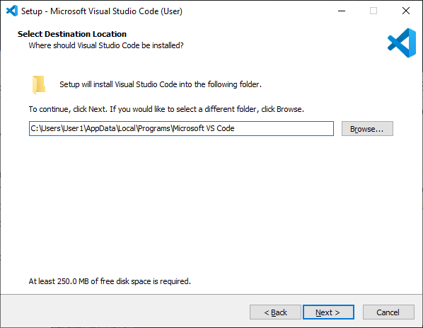 Setup - Microsoft Visual Studio Code (User)
Select Destination Location
Where should Visual Studio Code be installed?
Setup will install Visual Studio Code into the following folder.
To continue, click Next. If you would like to select a different folder, click Browse.
C:\Users\User1\AppData\Local\Programs\Microsoft VS Code
Browse...
At least 250.0 MB of free disk space is required.
< Back
Next >
Cancel